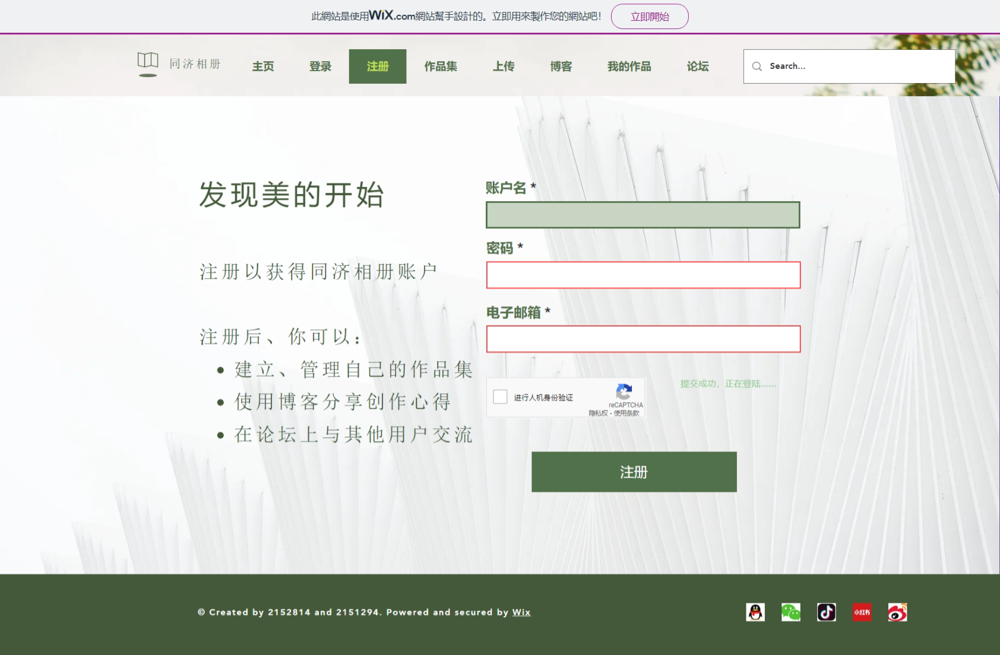 此網站是使用WiX.com網站幫手設計的。立即用來製作您的網站吧！
立即開始
同济相册
主页
登录
注册
作品集
上传
博客
我的作品
论坛
Search...
发现美的开始
注册以获得同济相册账户
注册后、你可以：
建立、管理自己的作品集
使用博客分享创作心得
在论坛上与其他用户交流
账户名 *
密码 *
电子邮箱 *
进行人机身份验证
reCAPTCHA
隐私权 - 使用条款
提交成功，正在登陆......
注册
© Created by 2152814 and 2151294. Powered and secured by Wix
小红书